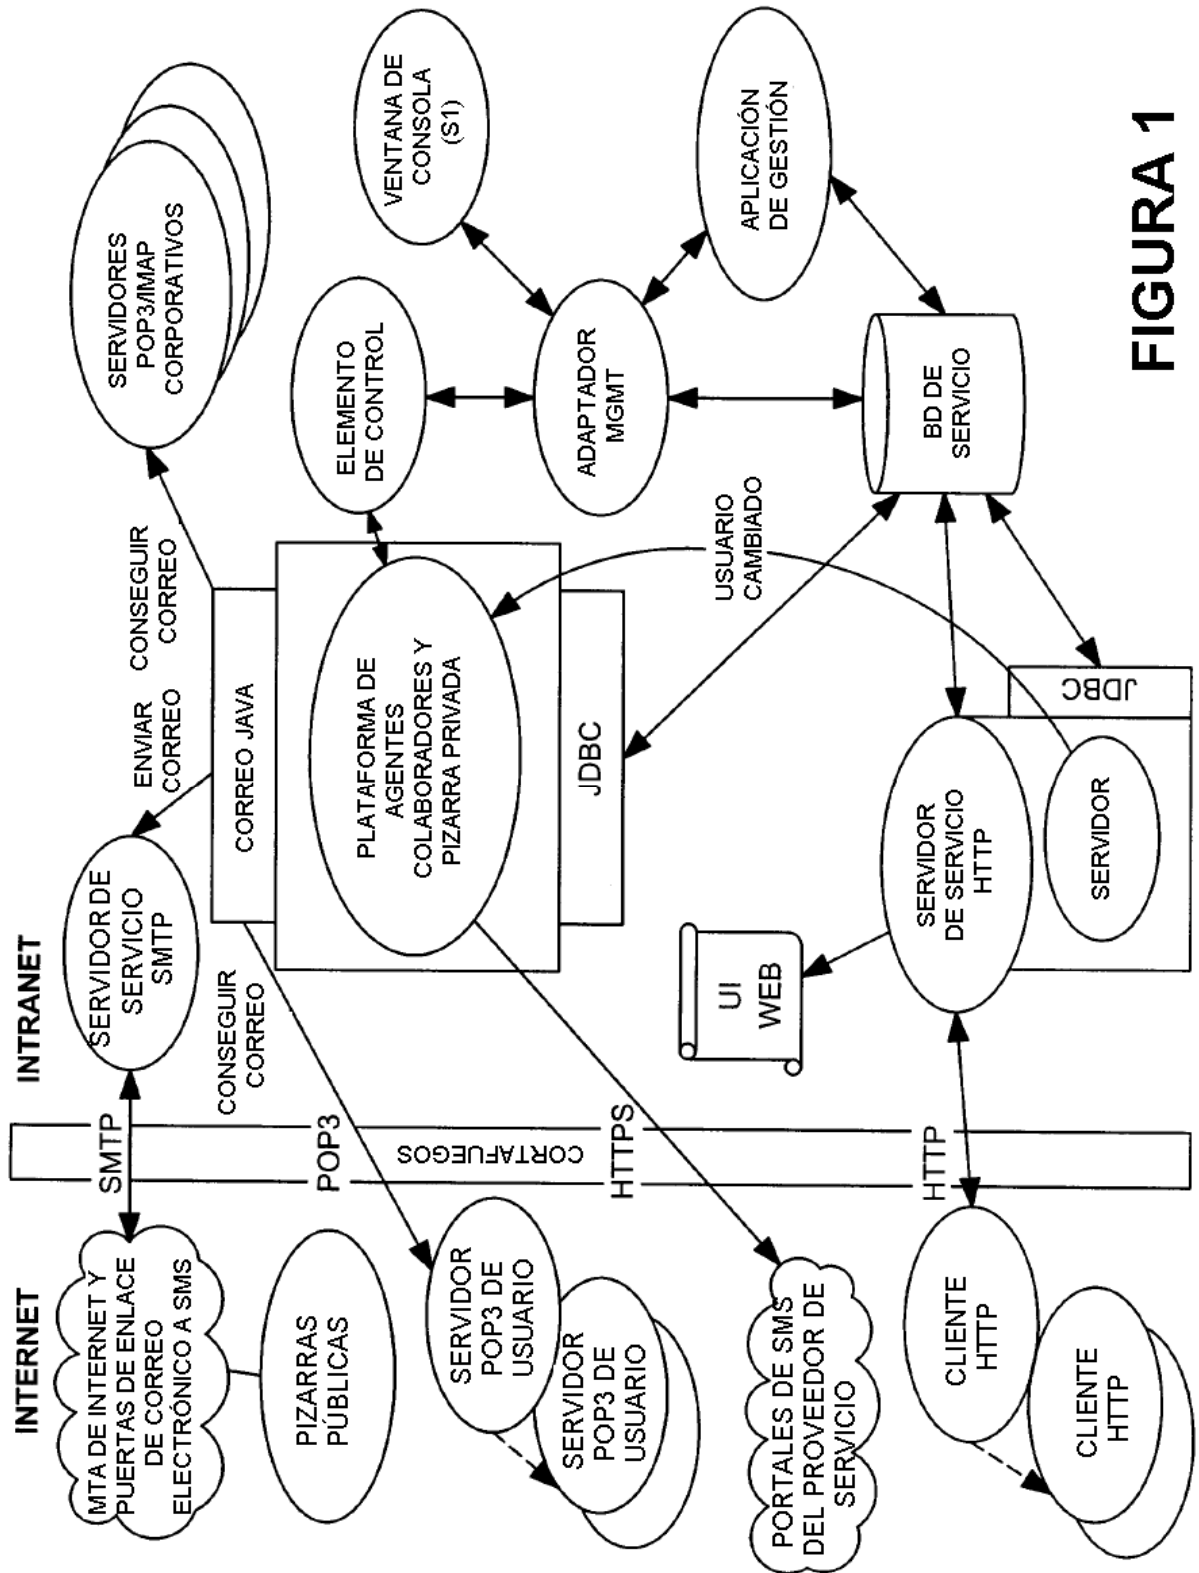 INTERNET
INTRANET
MTA DE INTERNET Y
PUERTAS DE ENLACE
DE CORREO
ELECTRÓNICO A SMS
SMTP
SERVIDOR DE
SERVICIO
SMTP
ENVIAR
CORREO
CONSEGUIR
CORREO
SERVIDORES
POP3/IMAP
CORPORATIVOS
PIZARRAS
PÚBLICAS
POP3
CONSEGUIR
CORREO
CORREO JAVA
CORTAFUEGOS
PLATAFORMA DE
AGENTES
COLABORADORES Y
PIZARRA PRIVADA
ELEMENTO
DE CONTROL
VENTANA DE
CONSOLA
(S1)
SERVIDOR
POP3 DE
USUARIO
SERVIDOR
POP3 DE
USUARIO
HTTPS
JDBC
ADAPTADOR
MGMT
USUARIO
CAMBIADO
APLICACIÓN
DE GESTIÓN
PORTALES DE SMS
DEL PROVEEDOR DE
SERVICIO
UI
WEB
BD DE
SERVICIO
CLIENTE
HTTP
HTTP
SERVIDOR
DE SERVICIO
HTTP
JDBC
CLIENTE
HTTP
SERVIDOR
FIGURA 1